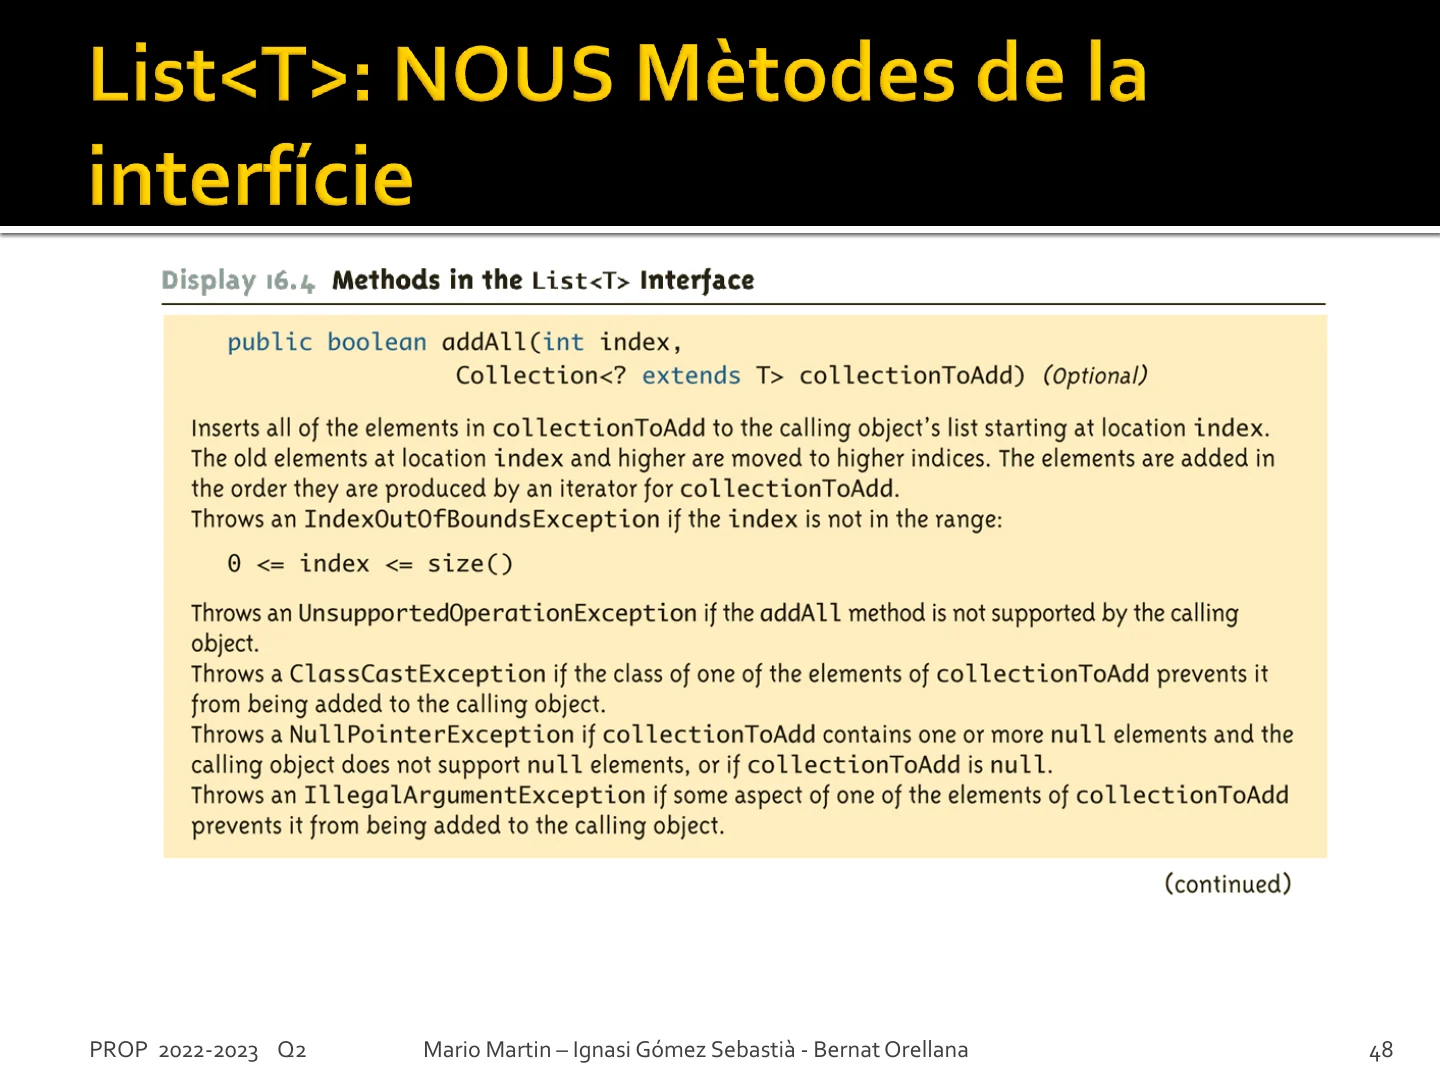 List<T>: NOUS Mètodes de la
interfície
Display 16.4 Methods in the List<T> Interface
public boolean addAll(int index,
Collection<? extends T> collectionToAdd) (Optional)
Inserts all of the elements in collectionToAdd to the calling object’s list starting at location index.
The old elements at location index and higher are moved to higher indices. The elements are added in
the order they are produced by an iterator for collectionToAdd.
Throws an IndexOutOfBoundsException if the index is not in the range:
0 <= index <= size()
Throws an UnsupportedOperationException if the addAll method is not supported by the calling
object.
Throws a ClassCastException if the class of one of the elements of collectionToAdd prevents it
from being added to the calling object.
Throws a NullPointerException if collectionToAdd contains one or more null elements and the
calling object does not support null elements, or if collectionToAdd is null.
Throws an IllegalArgumentException if some aspect of one of the elements of collectionToAdd
prevents it from being added to the calling object.
(continued)
PROP 2022-2023 Q2 Mario Martin – Ignasi Gómez Sebastià - Bernat Orellana 48